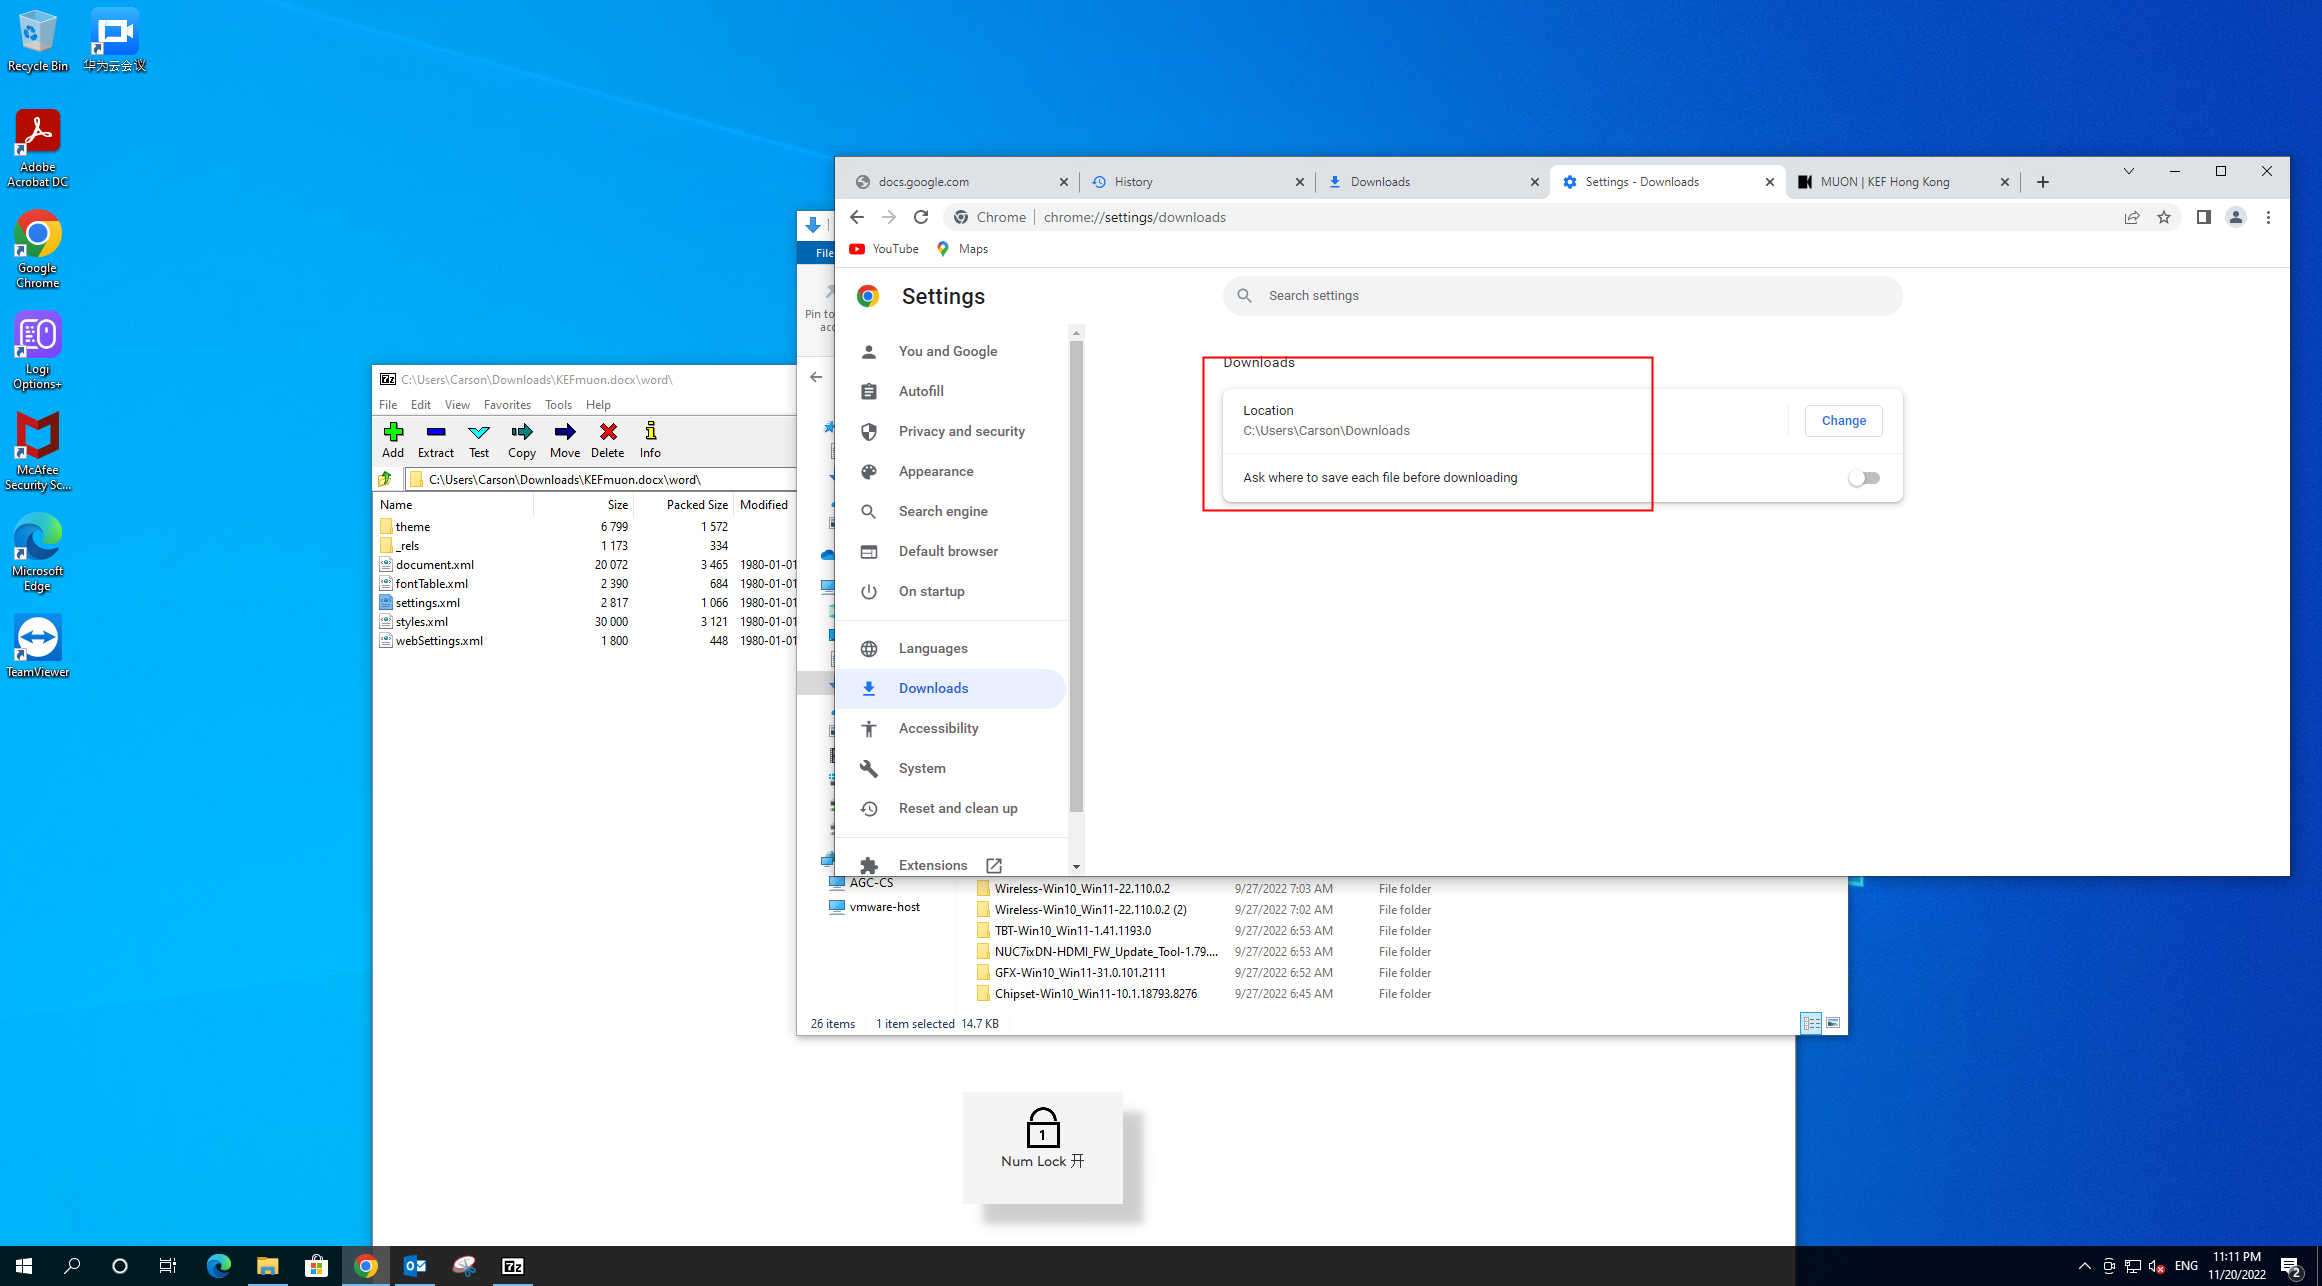 Recycle Bin
华为云会议
Adobe
Acrobat DC
Google
Chrome
Logi
Options+
McAfee
Security Sc...
Microsoft
Edge
TeamViewer
C:\Users\Carson\Downloads\KEFmuon.docx\word\
File Edit View Favorites Tools Help
Add Extract Test Copy Move Delete Info
C:\Users\Carson\Downloads\KEFmuon.docx\word\
Name Size Packed Size Modified
theme 6 799 1 572
_rels 1 173 334
document.xml 20 072 3 465 1980-01-01
fontTable.xml 2 390 684 1980-01-01
settings.xml 2 817 1 066 1980-01-01
styles.xml 30 000 3 121 1980-01-01
webSettings.xml 1 800 448 1980-01-01
File
Pin to
acc
docs.google.com
History
Downloads
Settings - Downloads
MUON | KEF Hong Kong
Chrome | chrome://settings/downloads
YouTube Maps
Settings
Search settings
You and Google
Autofill
Privacy and security
Appearance
Search engine
Default browser
On startup
Languages
Downloads
Accessibility
System
Reset and clean up
Extensions
Downloads
Location
C:\Users\Carson\Downloads
Change
Ask where to save each file before downloading
AGC-CS
vmware-host
Wireless-Win10_Win11-22.110.0.2 9/27/2022 7:03 AM File folder
Wireless-Win10_Win11-22.110.0.2 (2) 9/27/2022 7:02 AM File folder
TBT-Win10_Win11-1.41.1193.0 9/27/2022 6:53 AM File folder
NUC7ixDN-HDMI_FW_Update_Tool-1.79.... 9/27/2022 6:53 AM File folder
GFX-Win10_Win11-31.0.101.2111 9/27/2022 6:52 AM File folder
Chipset-Win10_Win11-10.1.18793.8276 9/27/2022 6:45 AM File folder
26 items 1 item selected 14.7 KB
1
Num Lock 开
7z
ENG
11:11 PM
11/20/2022
2